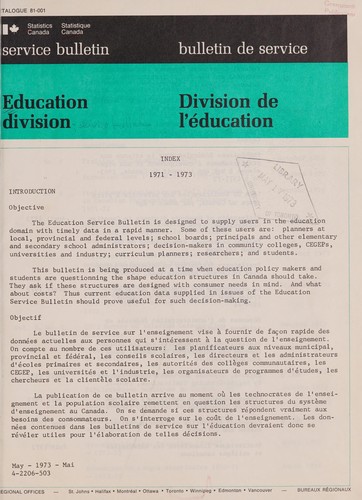 TALOGUE 81-001
Statistics Canada Statistique Canada
service bulletin bulletin de service
Education division
Division de l'éducation
INDEX
1971 - 1973
INTRODUCTION
Objective
The Education Service Bulletin is designed to supply users in the education
domain with timely data in a rapid manner. Some of these users are: planners at
local, provincial and federal levels; school boards; principals and other elementary
and secondary school administrators; decision-makers in community colleges, CEGEPs,
universities and industry; curriculum planners; researchers; and students.
This bulletin is being produced at a time when education policy makers and
students are questionning the shape education structures in Canada should take.
They ask if these structures are designed with consumer needs in mind. And what
about costs? Thus current education data supplied in issues of the Education
Service Bulletin should prove useful for such decision-making.
Objectif
Le bulletin de service sur l'enseignement vise à fournir de façon rapide des
données actuelles aux personnes qui s'intéressent à la question de l'enseignement.
On compte au nombre de ces utilisateurs: les planificateurs aux niveaux municipal,
provincial et fédéral, les conseils scolaires, les directeurs et les administrateurs
d'écoles primaires et secondaires, les autorités des collèges communautaires, les
CEGEP, les universités et l'industrie, les organisateurs de programmes d'études, les
chercheurs et la clientèle scolaire.
La publication de ce bulletin arrive au moment où les technocrates de l'ensei-
gnement et la population scolaire remettent en question les structures du système
d'enseignement au Canada. On se demande si ces structures répondent vraiment aux
besoins des consommateurs. On s'interroge sur le coût de l'enseignement. Les don-
nées contenues dans les bulletins de service sur l'éducation devraient donc se
révéler utiles pour l'élaboration de telles décisions.
May - 1973 - Mai
4-2206-503
EGIONAL OFFICES — St. Johns • Halifax • Montréal • Ottawa • Toronto • Winnipeg • Edmonton • Vancouver — BUREAUX RÉGIONAUX
LIBRARY